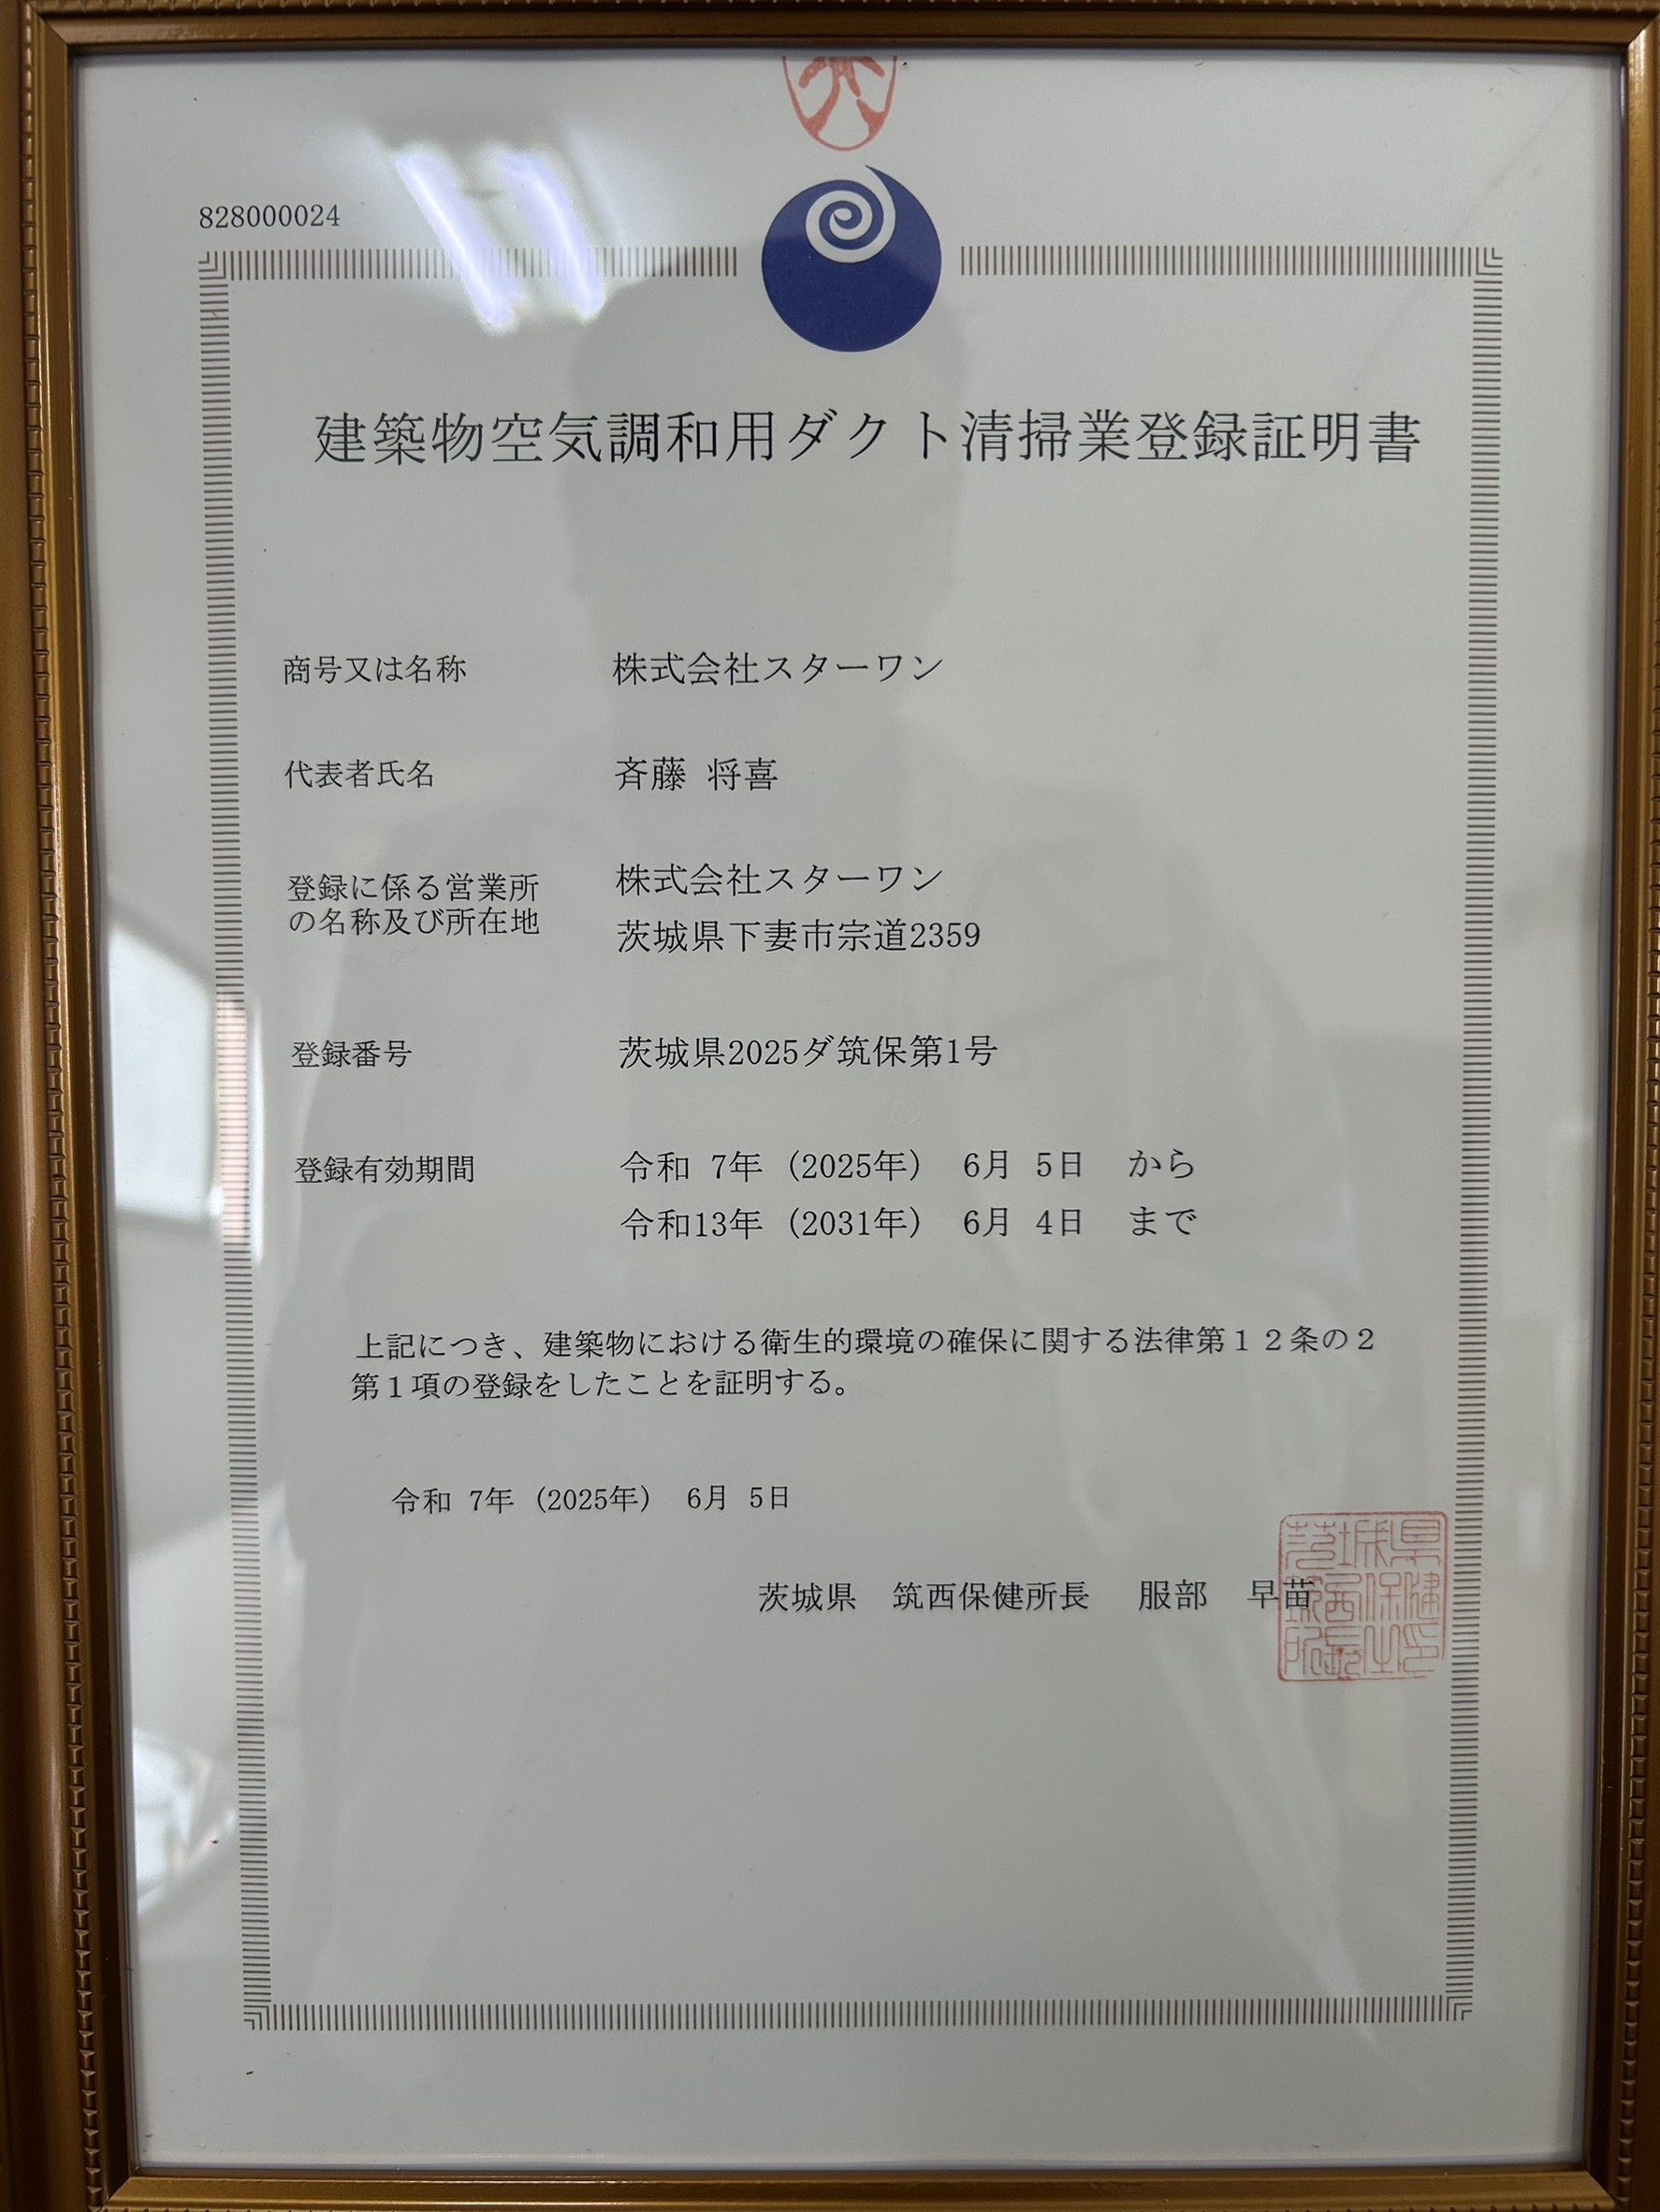 828000024
建築物空気調和用ダクト清掃業登録証明書
商号又は名称 株式会社スターワン
代表者氏名 斉藤 将喜
登録に係る営業所
の名称及び所在地
株式会社スターワン
茨城県下妻市宗道2359
登録番号 茨城県2025ダ筑保第1号
登録有効期間 令和 7年（2025年） 6月 5日 から
令和13年（2031年） 6月 4日 まで
上記につき、建築物における衛生的環境の確保に関する法律第１２条の２
第１項の登録をしたことを証明する。
令和 7年（2025年） 6月 5日
茨城県 筑西保健所長 服部 早苗
茨城県筑西保健所長之印